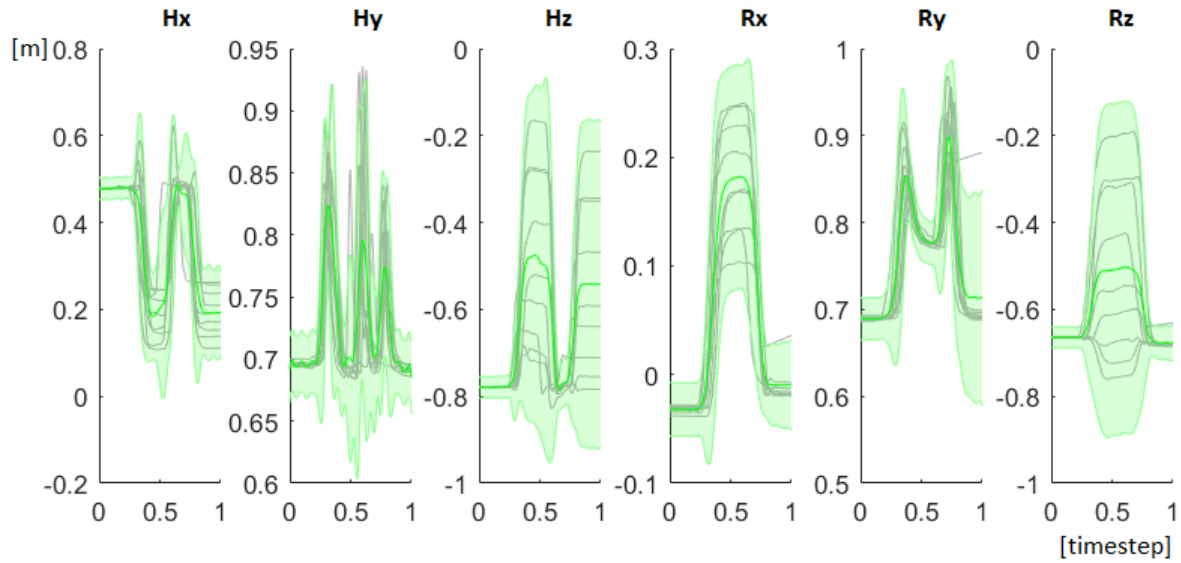 Hx Hy Hz Rx Ry Rz
[m] 0.8 0.95 0 0.3 1 0
0.6 0.9 -0.2 0.2 0.9 -0.2
0.4 0.85 -0.4 0.1 0.8 -0.4
0.2 0.8 -0.6 0 0.7 -0.6
0 0.75 -0.8 -0.1 0.6 -0.8
-0.2 0.7 -1 0.5 -1
0.65
0.6
0 0.5 1 0 0.5 1 0 0.5 1 0 0.5 1 0 0.5 1 0 0.5 1
[timestep]